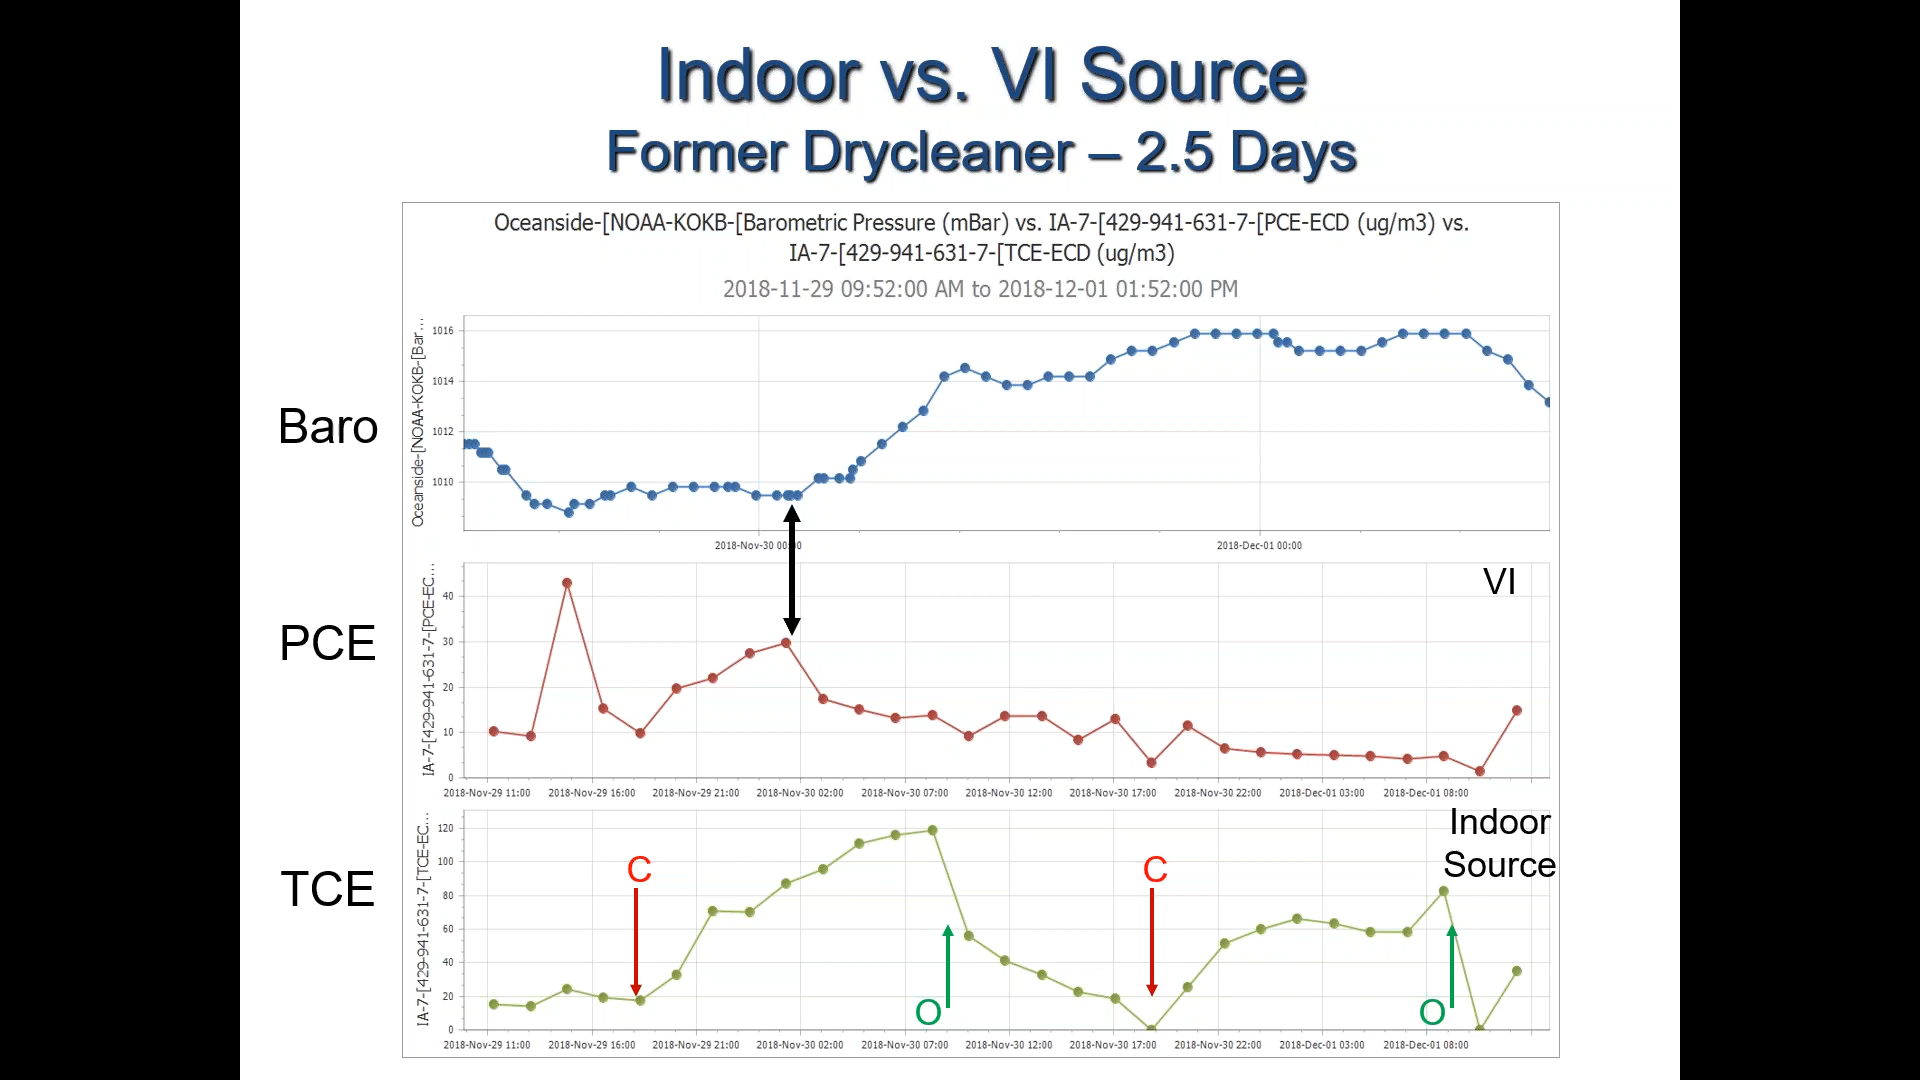 Indoor vs. VI Source
Former Drycleaner – 2.5 Days
Oceanside-[NOAA-KOKB-[Barometric Pressure (mBar) vs. IA-7-[429-941-631-7-[PCE-ECD (ug/m3) vs.
IA-7-[429-941-631-7-[TCE-ECD (ug/m3)
2018-11-29 09:52:00 AM to 2018-12-01 01:52:00 PM
Baro
Oceanside-[NOAA-KOKB-[Bar...
1016
1014
1012
1010
2018-Nov-30 00:00
2018-Dec-01 00:00
PCE
IA-7-[429-941-631-7-[PCE-EC...
VI
40
30
20
10
0
2018-Nov-29 11:00
2018-Nov-29 16:00
2018-Nov-29 21:00
2018-Nov-30 02:00
2018-Nov-30 07:00
2018-Nov-30 12:00
2018-Nov-30 17:00
2018-Nov-30 22:00
2018-Dec-01 03:00
2018-Dec-01 08:00
TCE
IA-7-[429-941-631-7-[TCE-EC...
Indoor
Source
120
100
80
60
40
20
0
C
O
C
O
2018-Nov-29 11:00
2018-Nov-29 16:00
2018-Nov-29 21:00
2018-Nov-30 02:00
2018-Nov-30 07:00
2018-Nov-30 12:00
2018-Nov-30 17:00
2018-Nov-30 22:00
2018-Dec-01 03:00
2018-Dec-01 08:00